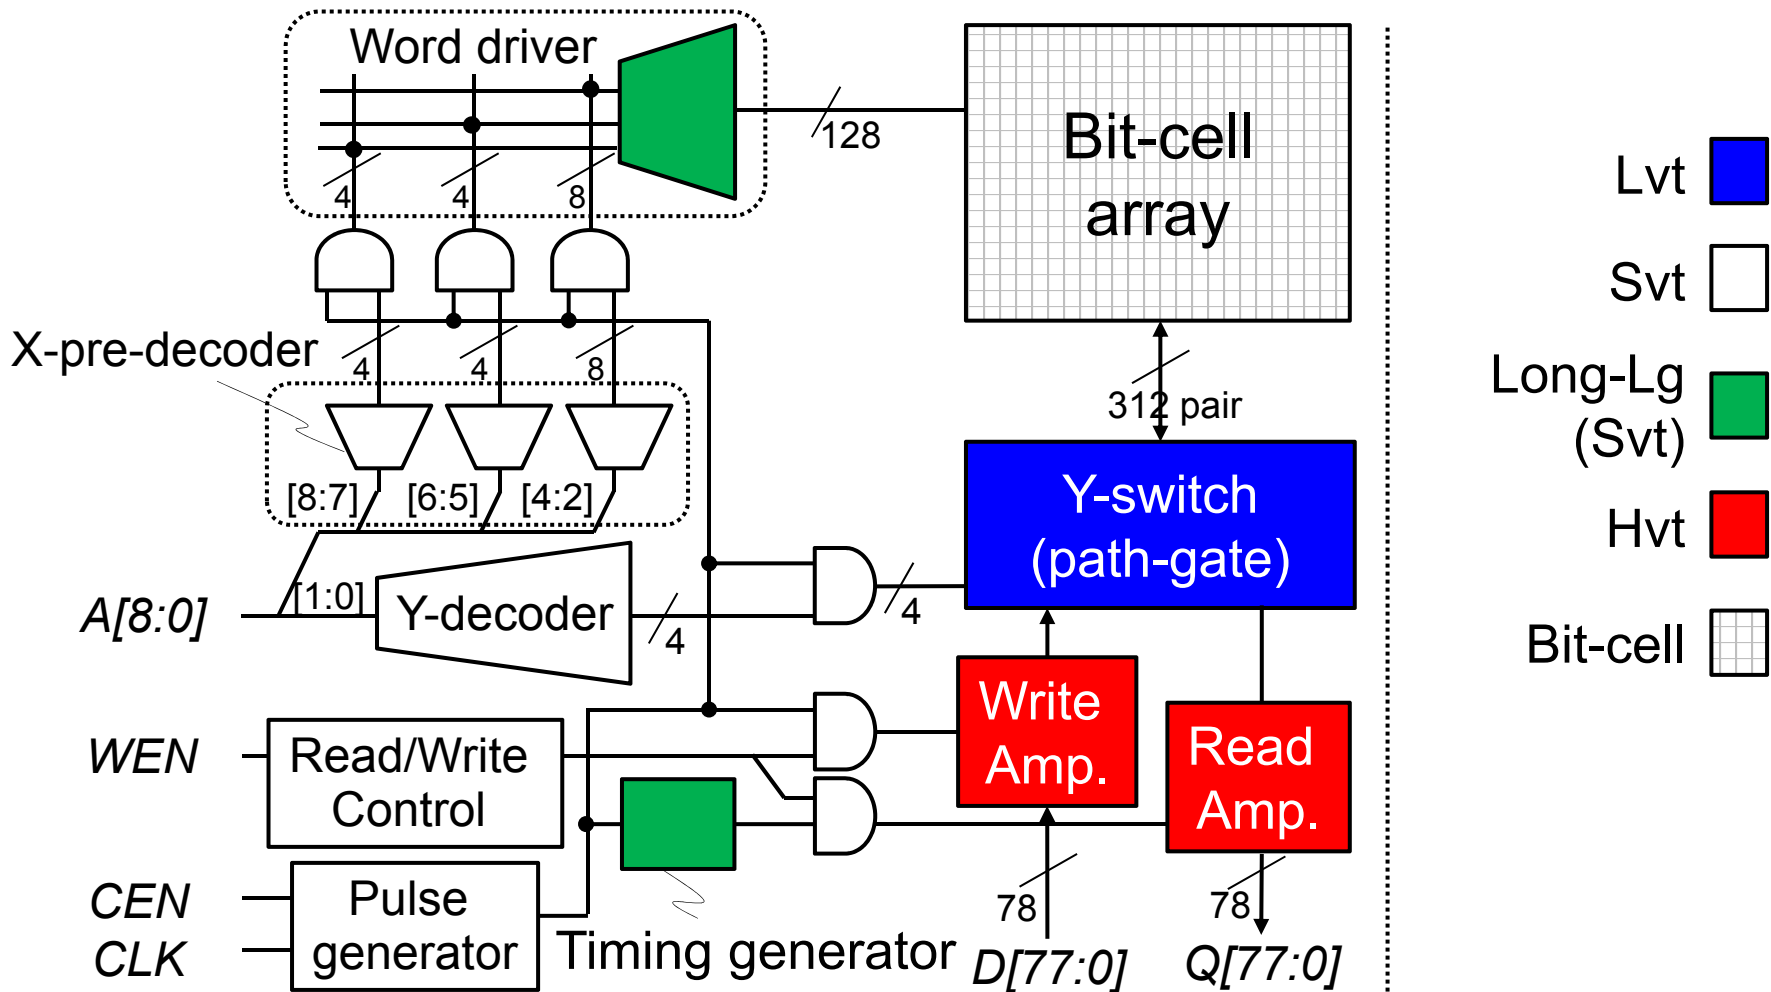 Word driver
128
4
4
8
Bit-cell
array
X-pre-decoder
4
4
8
312 pair
[8:7]
[6:5]
[4:2]
Y-switch
(path-gate)
A[8:0]
[1:0]
Y-decoder
4
4
WEN
Read/Write
Control
Write
Amp.
Read
Amp.
CEN
CLK
Pulse
generator
Timing generator
78
78
D[77:0]
Q[77:0]
Lvt
Svt
Long-Lg
(Svt)
Hvt
Bit-cell